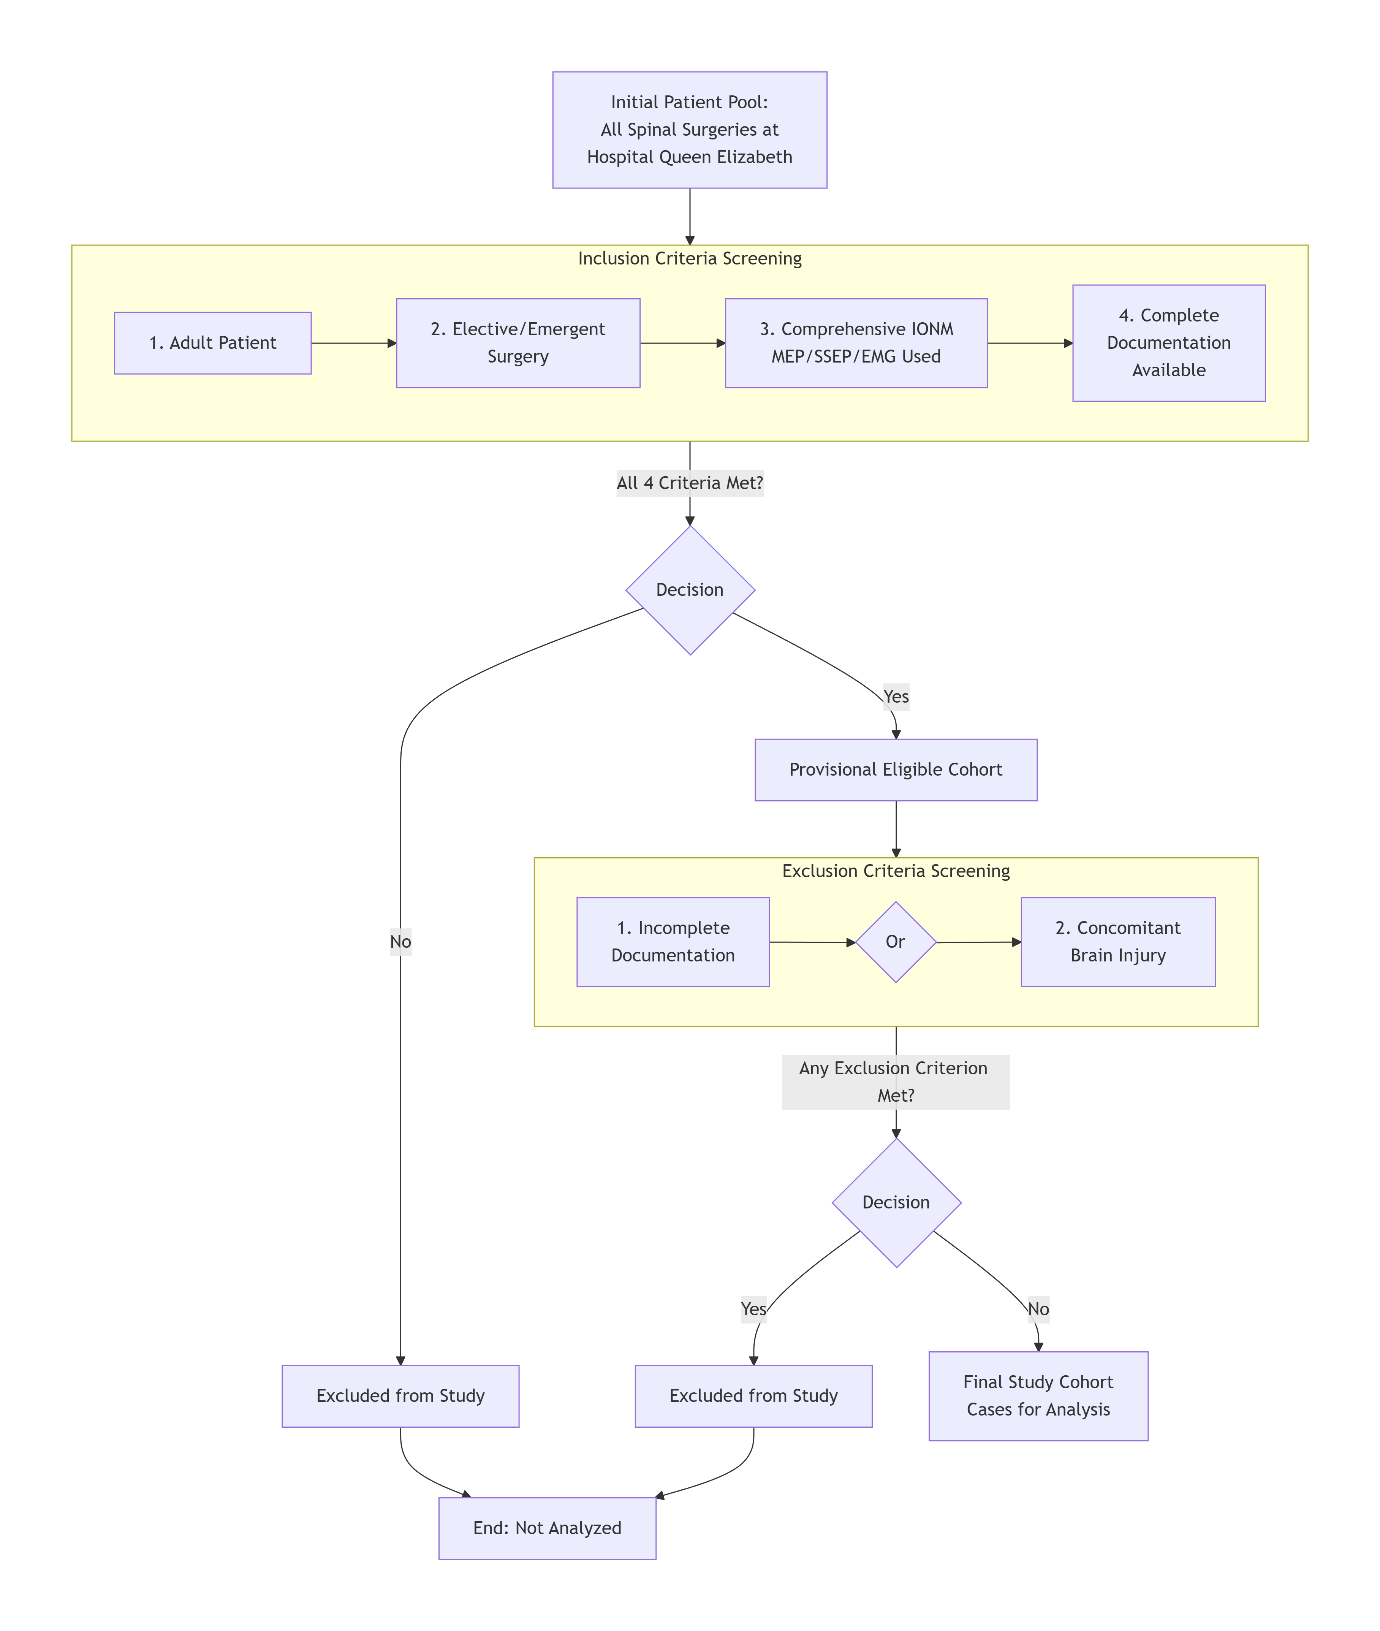 Initial Patient Pool:
All Spinal Surgeries at
Hospital Queen Elizabeth
Inclusion Criteria Screening
1. Adult Patient
2. Elective/Emergent
Surgery
3. Comprehensive IONM
MEP/SSEP/EMG Used
4. Complete
Documentation
Available
All 4 Criteria Met?
Decision
Yes
Provisional Eligible Cohort
Exclusion Criteria Screening
1. Incomplete
Documentation
Or
2. Concomitant
Brain Injury
No
Any Exclusion Criterion
Met?
Decision
Yes
No
Excluded from Study
Excluded from Study
Final Study Cohort
Cases for Analysis
End: Not Analyzed